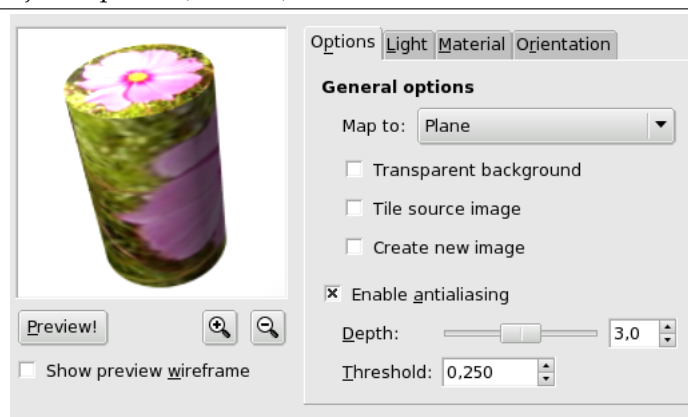 Options Light Material Orientation
General options
Map to: Plane
Transparent background
Tile source image
Create new image
Enable antialiasing
Depth: 3,0
Threshold: 0,250
Preview!
Show preview wireframe